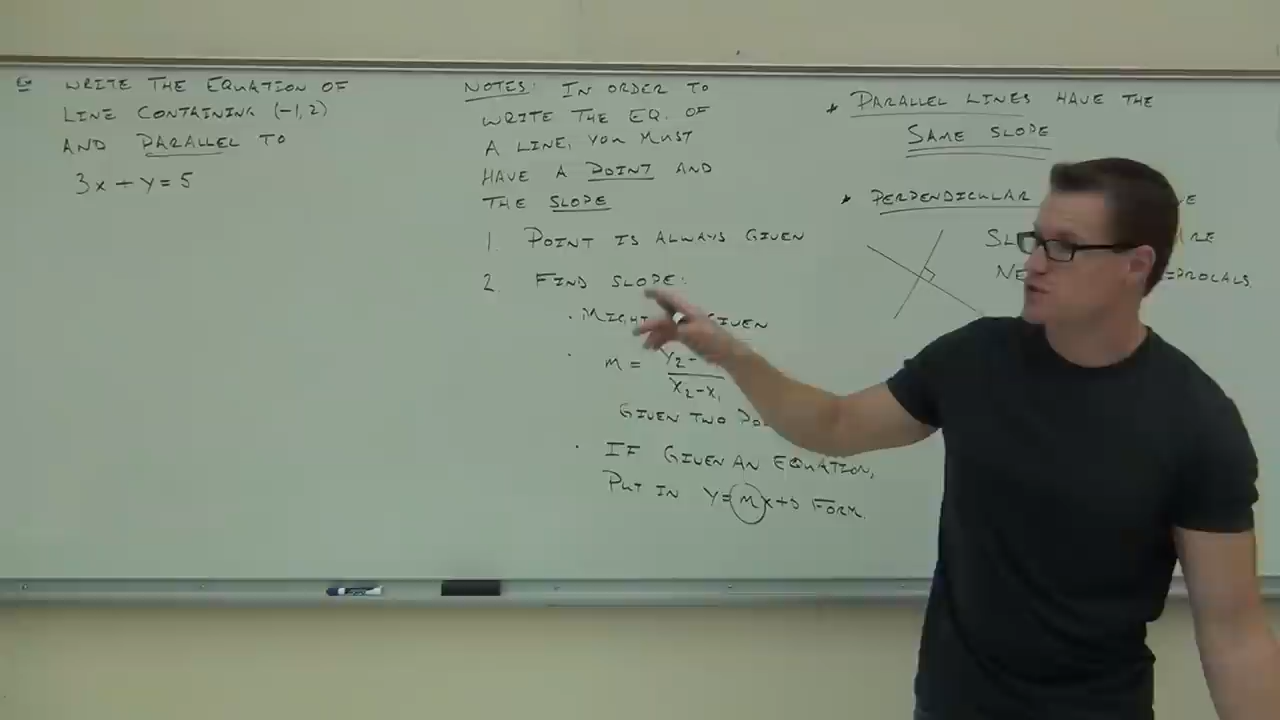 Ex WRITE THE EQUATION OF
LINE CONTAINING (-1,2)
AND PARALLEL TO
3x + y = 5
NOTES: IN ORDER TO
WRITE THE EQ. OF
A LINE, YOU MUST
HAVE A POINT AND
THE SLOPE
1. POINT IS ALWAYS GIVEN
2. FIND SLOPE:
· MIGHT GIVEN
· m = y2 -
x2 - x1
GIVEN TWO
· IF GIVEN AN EQUATION,
PUT IN y = mx + b FORM.
* PARALLEL LINES HAVE THE
SAME SLOPE
* PERPENDICULAR